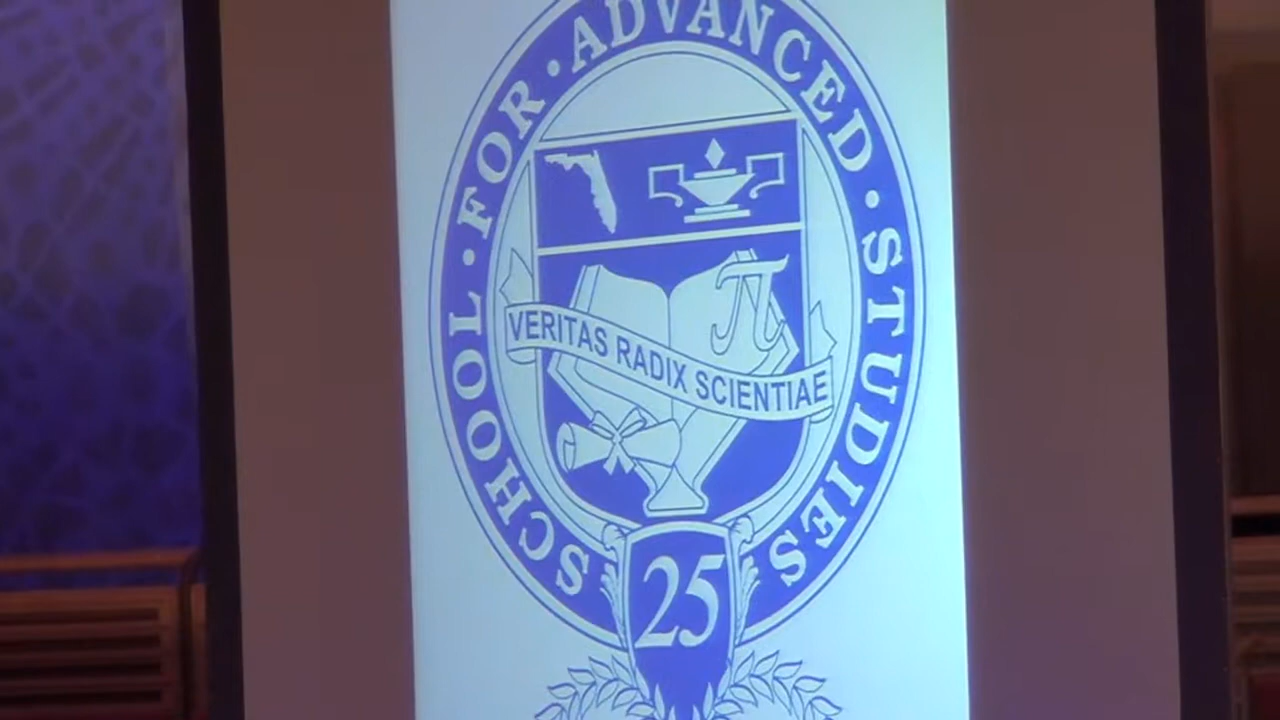 SCHOOL · FOR · ADVANCED · STUDIES
VERITAS RADIX SCIENTIAE
π
25